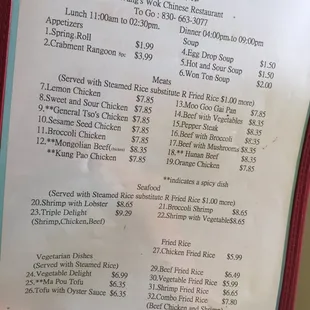 Wok Chinese Restaurant
To Go : 830- 663-3077
Lunch 11:00am to 02:30pm.
Dinner 04:00pm to 09:00pm
Appetizers
1.Spring.Roll $1.99
2.Crabment Rangoon 8pc $3.99
Soup
4.Egg Drop Soup $1.50
5.Hot and Sour Soup $1.50
6.Won Ton Soup $2.00
Meats
(Served with Steamed Rice substitute R Fried Rice $1.00 more)
7.Lemon Chicken $7.85
8.Sweet and Sour Chicken $7.85
9.**General Tso's Chicken $7.85
10.Sesame Seed Chicken $7.85
11.Broccoli Chicken $7.85
12.**Mongolian Beef $8.35
**Kung Pao Chicken $7.85
13.Moo Goo Gai Pan $7.85
14.Beef with Vegetables $8.35
15.Pepper Steak $8.35
16.Beef with Broccoli $8.35
17.Beef with Mushrooms $8.35
18.** Hunan Beef $8.35
19.Orange Chicken $7.85
**indicates a spicy dish
Seafood
(Served with Steamed Rice substitute R Fried Rice $1.00 more)
20.Shrimp with Lobster $8.65
23.Triple Delight $9.29
(Shrimp,Chicken,Beef)
21.Broccoli Shrimp $8.65
22.Shrimp with Vegetable$8.65
Vegetarian Dishes
(Served with Steamed Rice)
24.Vegetable Delight $6.99
25.**Ma Pou Tofu $6.35
26.Tofu with Oyster Sauce $6.35
Fried Rice
27.Chicken Fried Rice $5.99
29.Beef Fried Rice $6.49
30.Vegetable Fried Rice $5.99
31.Shrimp Fried Rice $6.65
32.Combo Fried Rice $7.80
(Beef Chicken and Shrimp)